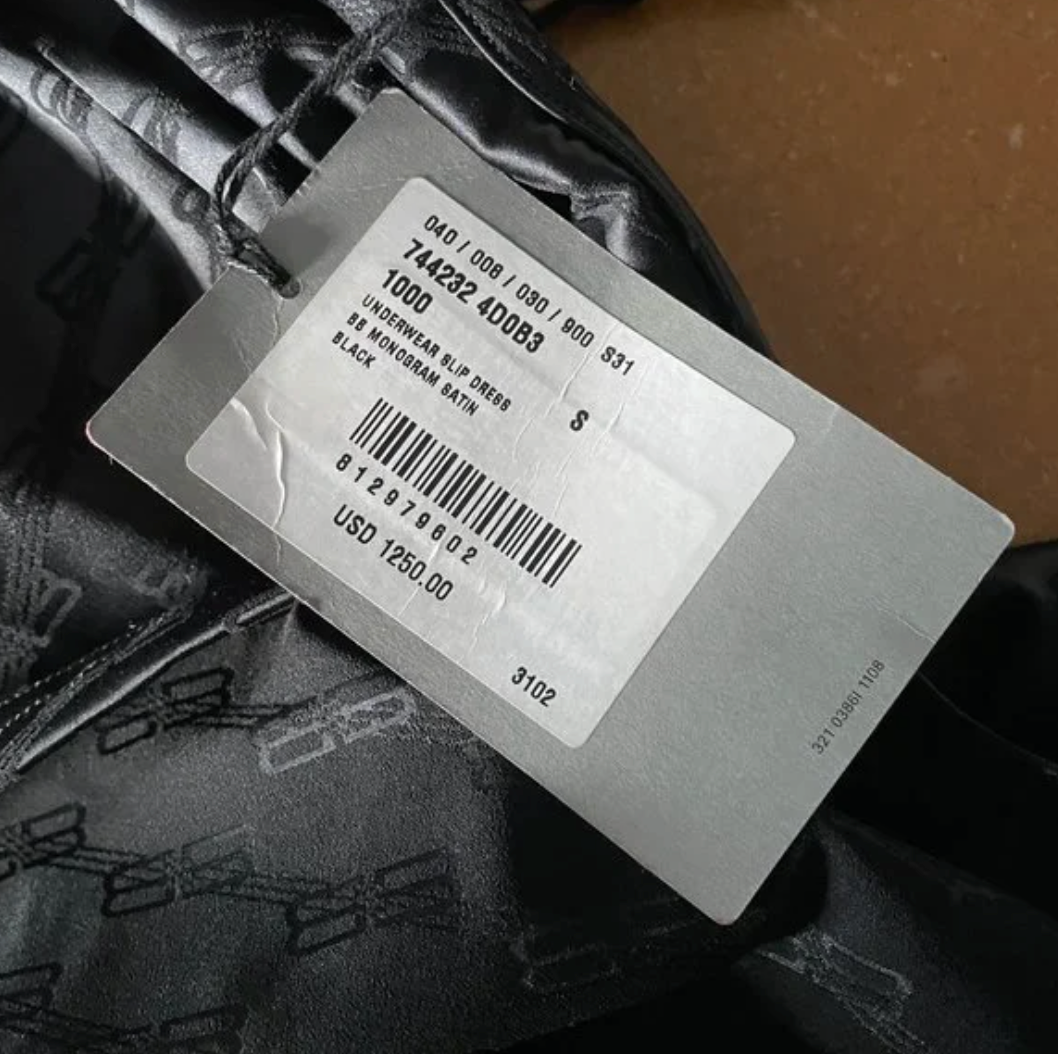 040 / 008 / 030 / 900 S31
744232 4D0B3
1000
UNDERWEAR SLIP DRESS
BB MONOGRAM SATIN S
BLACK
812979602
USD 1250.00
3102
321 0386I 1108